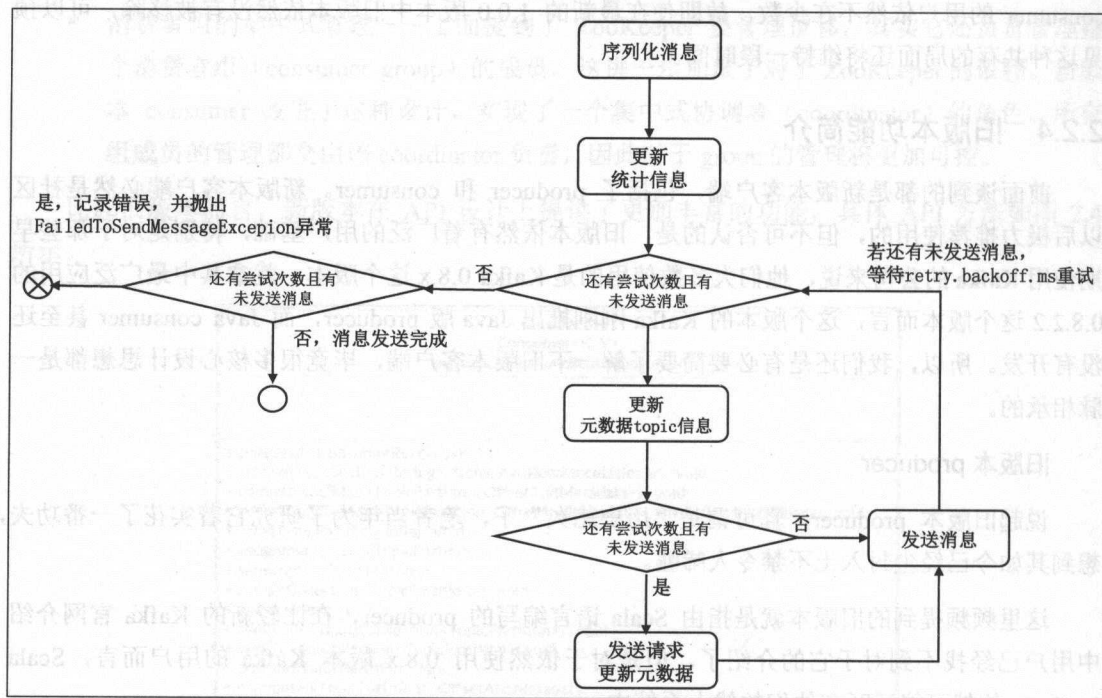 序列化消息
更新
统计信息
是，记录错误，并抛出
FailedToSendMessageExcepion异常
若还有未发送消息，
等待retry.backoff.ms重试
还有尝试次数且有
未发送消息
否
还有尝试次数且有
未发送消息
否，消息发送完成
更新
元数据topic信息
还有尝试次数且有
未发送消息
否
发送消息
是
发送请求
更新元数据